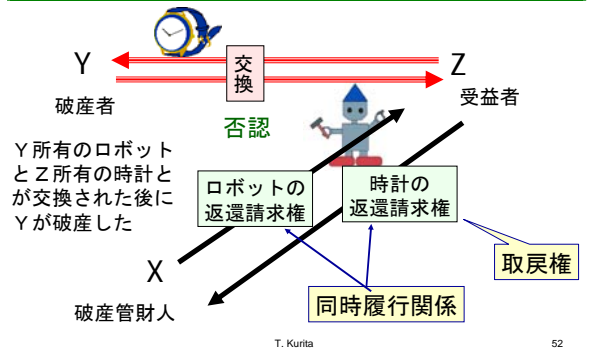 Y
交
換
Z
破産者
受益者
否認
Y所有のロボット
とZ所有の時計と
が交換された後に
Yが破産した
ロボットの
返還請求権
時計の
返還請求権
X
取戻権
破産管財人
同時履行関係
T. Kurita
52